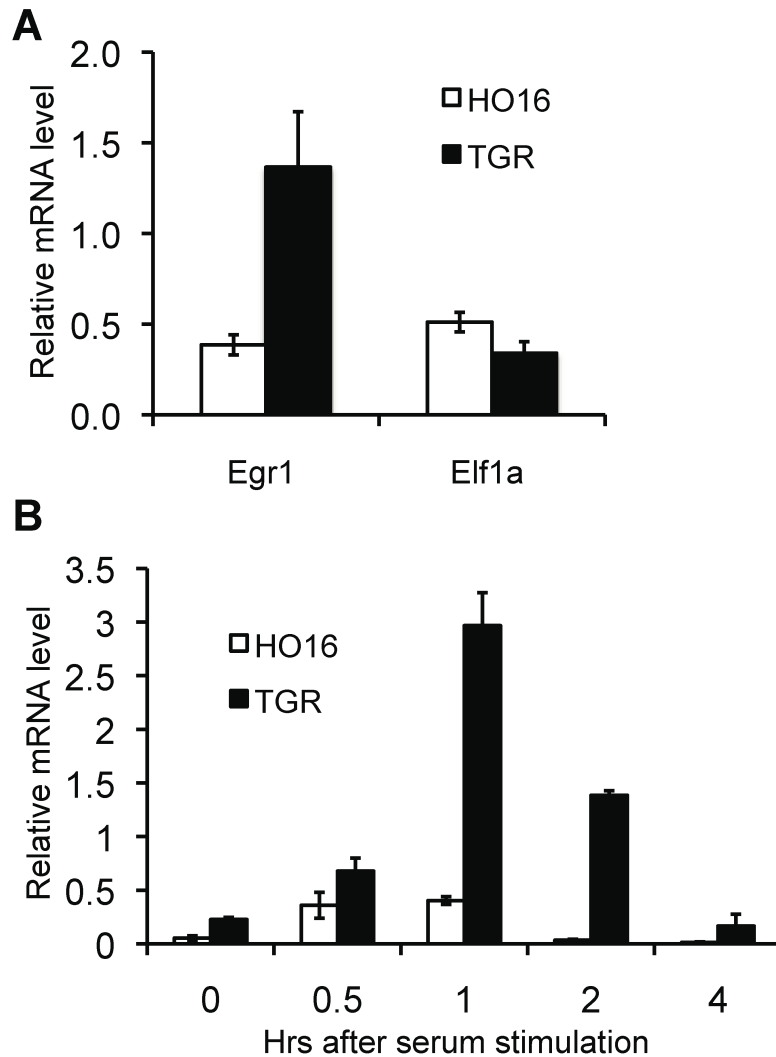 A
Relative mRNA level
2.0
1.5
1.0
0.5
0.0
HO16
TGR
Egr1
Elf1a
B
Relative mRNA level
3.5
3
2.5
2
1.5
1
0.5
0
HO16
TGR
0 0.5 1 2 4
Hrs after serum stimulation